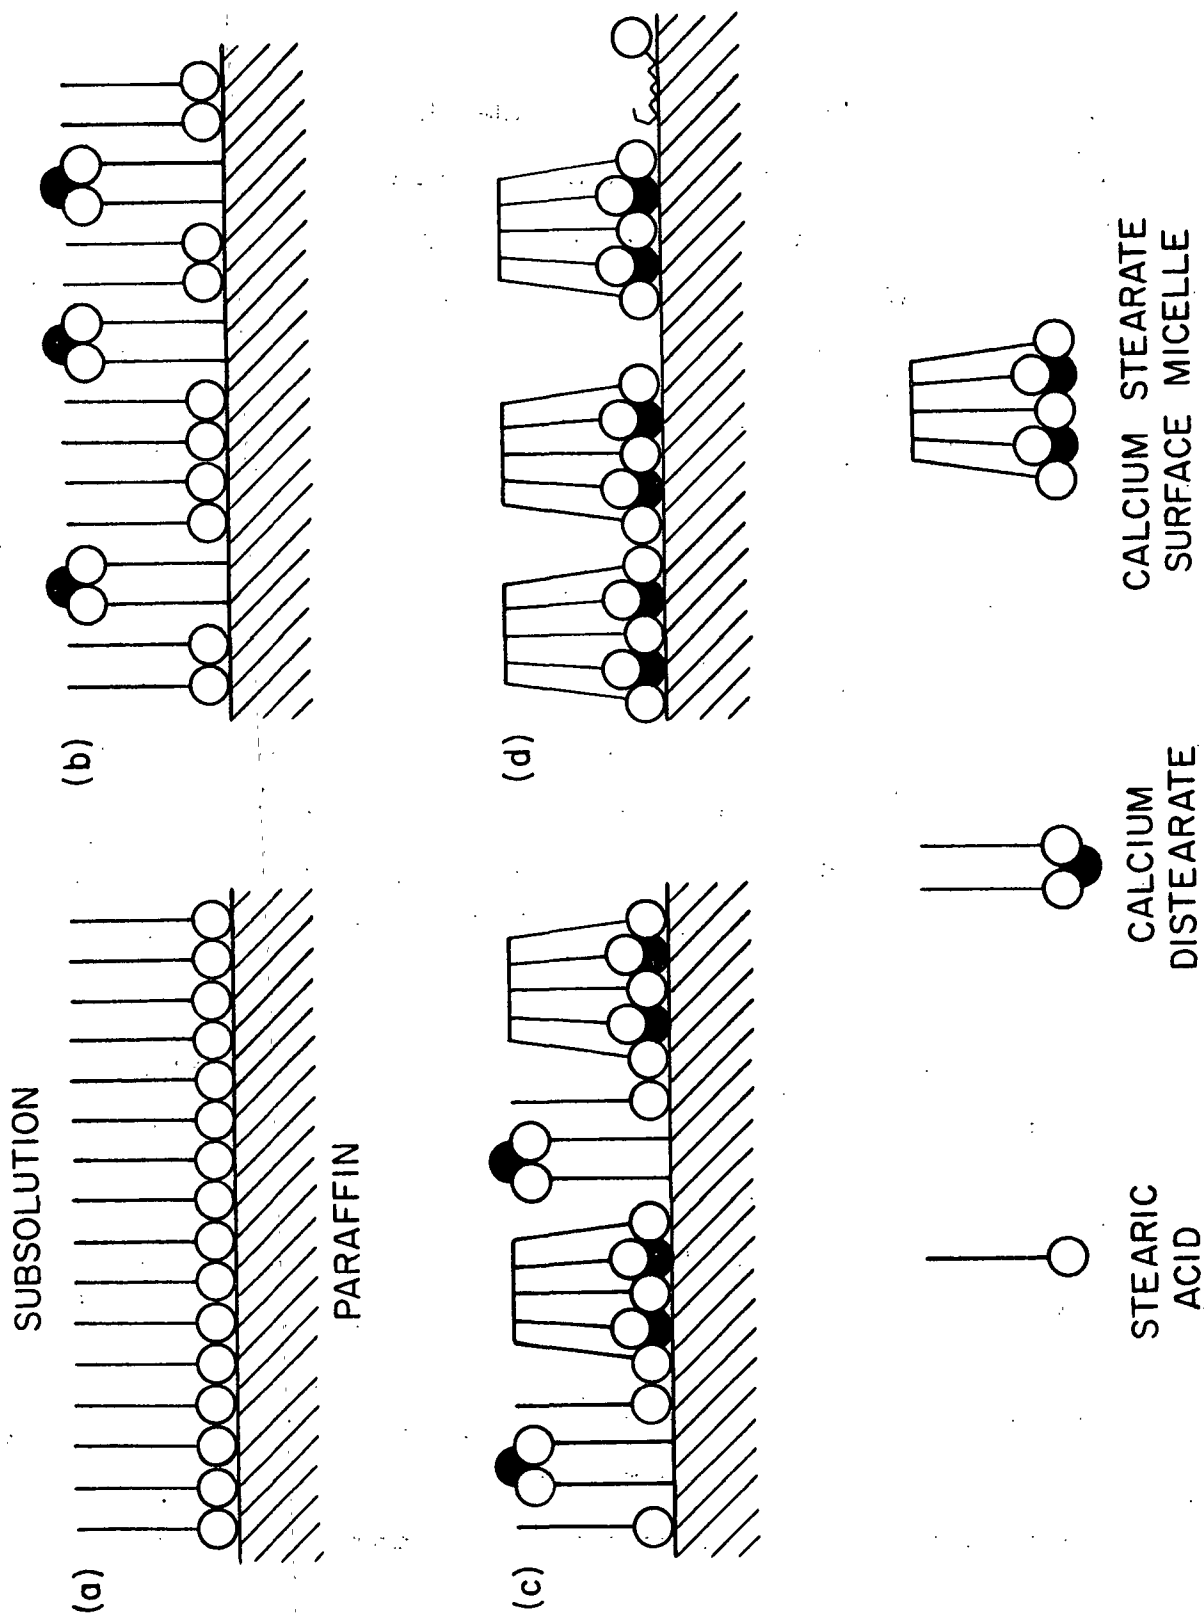 SUBSOLUTION
(a)
PARAFFIN
(b)
(c)
(d)
STEARIC
ACID
CALCIUM
DISTEARATE
CALCIUM STEARATE
SURFACE MICELLE